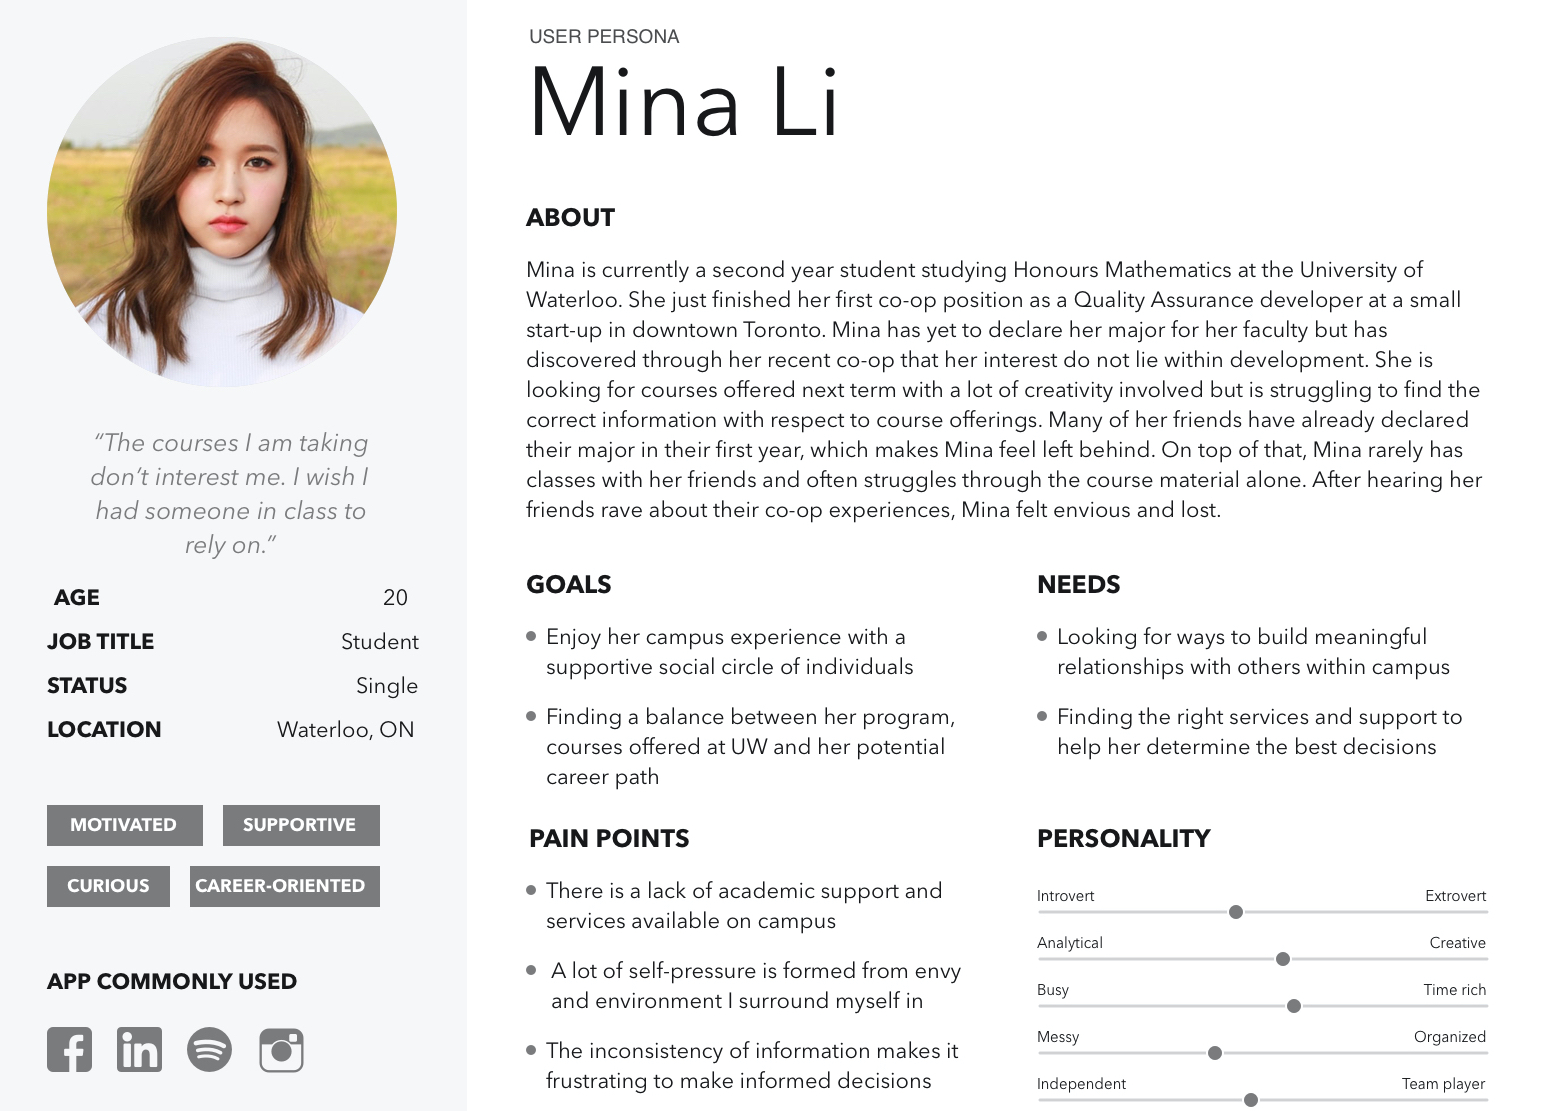 USER PERSONA
Mina Li
“The courses I am taking
don’t interest me. I wish I
had someone in class to
rely on.”
AGE 20
JOB TITLE Student
STATUS Single
LOCATION Waterloo, ON
MOTIVATED SUPPORTIVE
CURIOUS CAREER-ORIENTED
APP COMMONLY USED
f in
ABOUT
Mina is currently a second year student studying Honours Mathematics at the University of
Waterloo. She just finished her first co-op position as a Quality Assurance developer at a small
start-up in downtown Toronto. Mina has yet to declare her major for her faculty but has
discovered through her recent co-op that her interest do not lie within development. She is
looking for courses offered next term with a lot of creativity involved but is struggling to find the
correct information with respect to course offerings. Many of her friends have already declared
their major in their first year, which makes Mina feel left behind. On top of that, Mina rarely has
classes with her friends and often struggles through the course material alone. After hearing her
friends rave about their co-op experiences, Mina felt envious and lost.
GOALS
• Enjoy her campus experience with a
supportive social circle of individuals
• Finding a balance between her program,
courses offered at UW and her potential
career path
NEEDS
• Looking for ways to build meaningful
relationships with others within campus
• Finding the right services and support to
help her determine the best decisions
PAIN POINTS
• There is a lack of academic support and
services available on campus
• A lot of self-pressure is formed from envy
and environment I surround myself in
• The inconsistency of information makes it
frustrating to make informed decisions
PERSONALITY
Introvert Extrovert
Analytical Creative
Busy Time rich
Messy Organized
Independent Team player